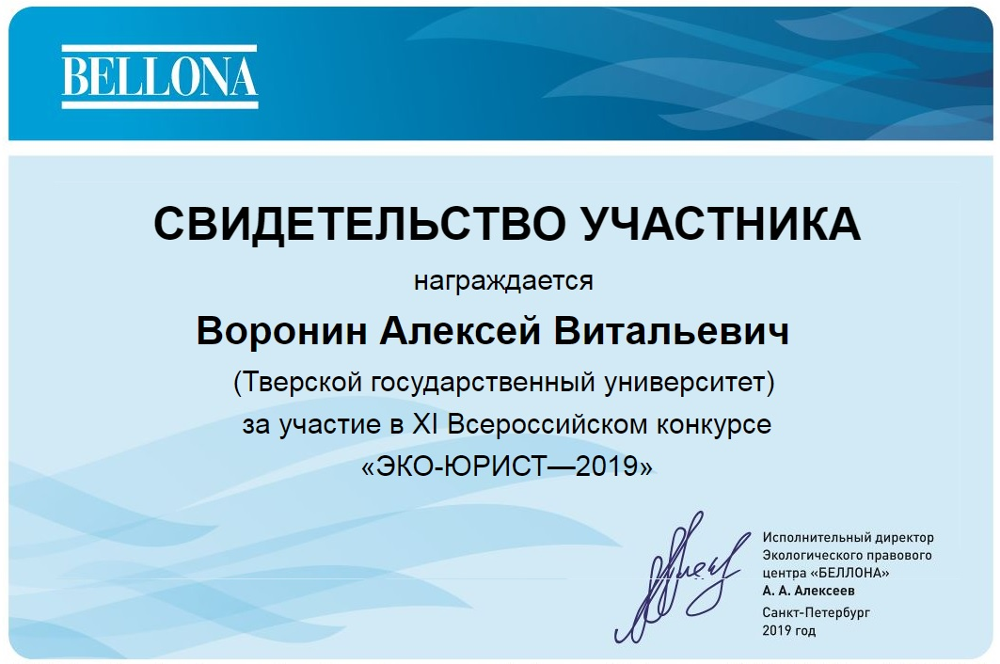 BELLONA
СВИДЕТЕЛЬСТВО УЧАСТНИКА
награждается
Воронин Алексей Витальевич
(Тверской государственный университет)
за участие в XI Всероссийском конкурсе
«ЭКО-ЮРИСТ—2019»
Исполнительный директор
Экологического правового
центра «БЕЛЛОНА»
А. А. Алексеев
Санкт-Петербург
2019 год